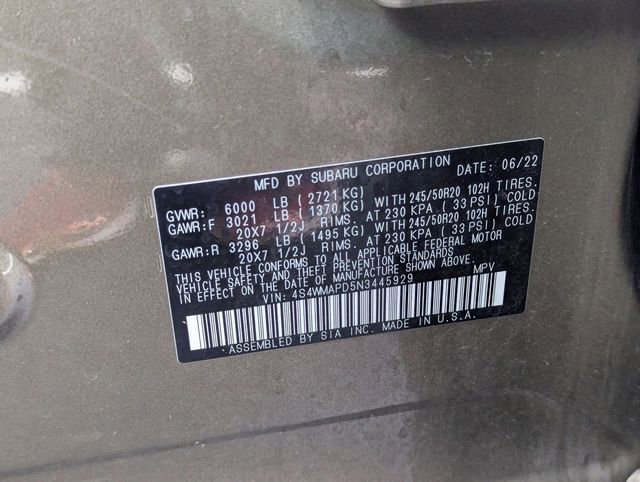 MFD BY SUBARU CORPORATION DATE: 06/22
GVWR: 6000 LB ( 2721 KG)
GAWR:F 3021 LB ( 1370 KG) WITH 245/50R20 102H TIRES.
20X7 1/2J RIMS. AT 230 KPA ( 33 PSI) COLD
GAWR:R 3296 LB ( 1495 KG) WITH 245/50R20 102H TIRES.
20X7 1/2J RIMS. AT 230 KPA ( 33 PSI) COLD
THIS VEHICLE CONFORMS TO ALL APPLICABLE FEDERAL MOTOR
VEHICLE SAFETY AND THEFT PREVENTION STANDARDS
IN EFFECT ON THE DATE OF MANUFACTURE SHOWN ABOVE.
VIN: 4S4WMAPD5N3445929 MPV
ASSEMBLED BY SIA INC. MADE IN U.S.A.